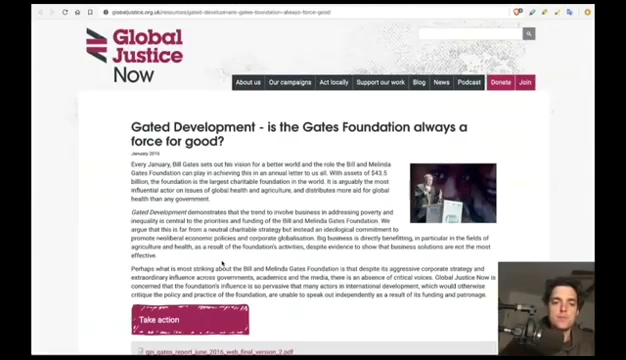 globaljustice.org.uk/resources/gated-development-gates-foundation-always-force-good
Global
Justice
Now
About us Our campaigns Act locally Support our work Blog News Podcast Donate Join
Gated Development - is the Gates Foundation always a
force for good?
January 2016
Every January, Bill Gates sets out his vision for a better world and the role the Bill and Melinda
Gates Foundation can play in achieving this in an annual letter to us all. With assets of $43.5
billion, the foundation is the largest charitable foundation in the world. It is arguably the most
influential actor on issues of global health and agriculture, and distributes more aid for global
health than any government.
Gated Development demonstrates that the trend to involve business in addressing poverty and
inequality is central to the priorities and funding of the Bill and Melinda Gates Foundation. We
argue that this is far from a neutral charitable strategy but instead an ideological commitment to
promote neoliberal economic policies and corporate globalisation. Big business is directly benefitting, in particular in the fields of
agriculture and health, as a result of the foundation's activities, despite evidence to show that business solutions are not the most
effective.
Perhaps what is most striking about the Bill and Melinda Gates Foundation is that despite its aggressive corporate strategy and
extraordinary influence across governments, academics and the media, there is an absence of critical voices. Global Justice Now is
concerned that the foundation's influence is so pervasive that many actors in international development, which would otherwise
critique the policy and practice of the foundation, are unable to speak out independently as a result of its funding and patronage.
Take action
gjn_gates_report_june_2016_web_final_version_2.pdf